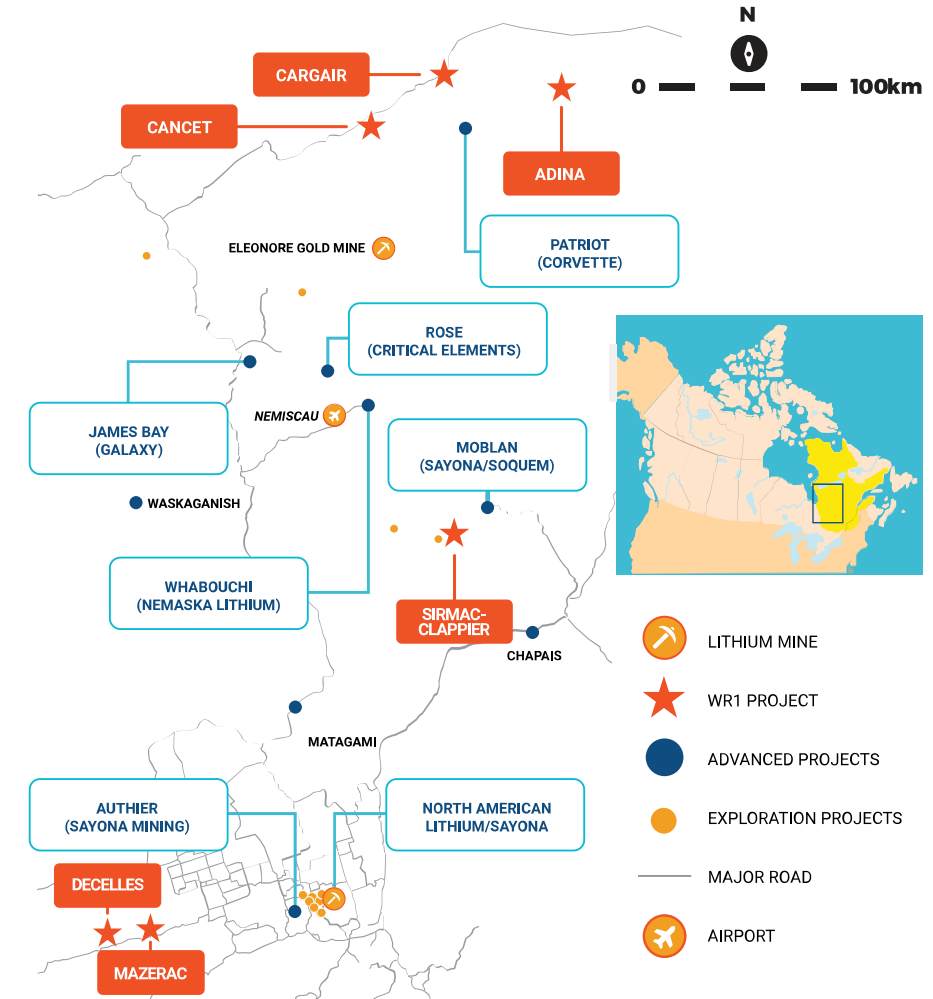 N
0
100km
CARGAIR
CANCET
ADINA
PATRIOT
(CORVETTE)
ELEONORE GOLD MINE
ROSE
(CRITICAL ELEMENTS)
JAMES BAY
(GALAXY)
NEMISCAU
MOBLAN
(SAYONA/SOQUEM)
WASKAGANISH
WHABOUCHI
(NEMASKA LITHIUM)
SIRMAC-
CLAPPIER
CHAPAIS
MATAGAMI
AUTHIER
(SAYONA MINING)
NORTH AMERICAN
LITHIUM/SAYONA
DECELLES
MAZERAC
LITHIUM MINE
WR1 PROJECT
ADVANCED PROJECTS
EXPLORATION PROJECTS
MAJOR ROAD
AIRPORT